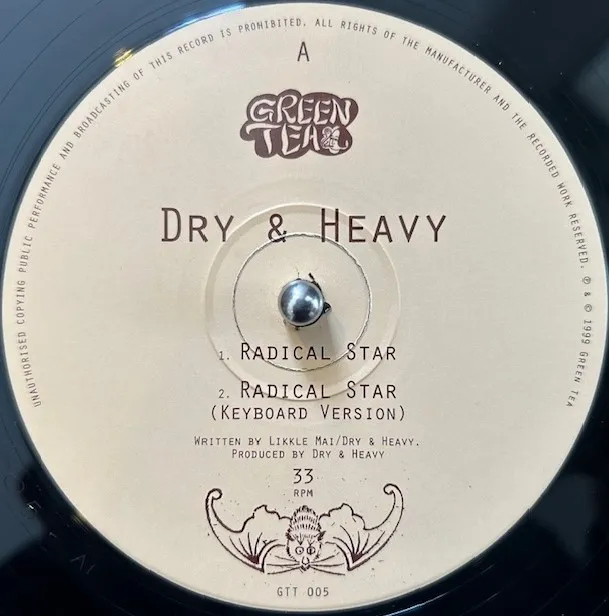 UNAUTHORISED COPYING PUBLIC PERFORMANCE AND BROADCASTING OF THIS RECORD IS PROHIBITED. ALL RIGHTS OF THE MANUFACTURER AND THE RECORDED WORK RESERVED. ℗ & © 1999 GREEN TEA
A
GREEN
TEA
DRY & HEAVY
1. RADICAL STAR
2. RADICAL STAR
(KEYBOARD VERSION)
WRITTEN BY LIKKLE MAI/DRY & HEAVY.
PRODUCED BY DRY & HEAVY
33
RPM
GTT 005